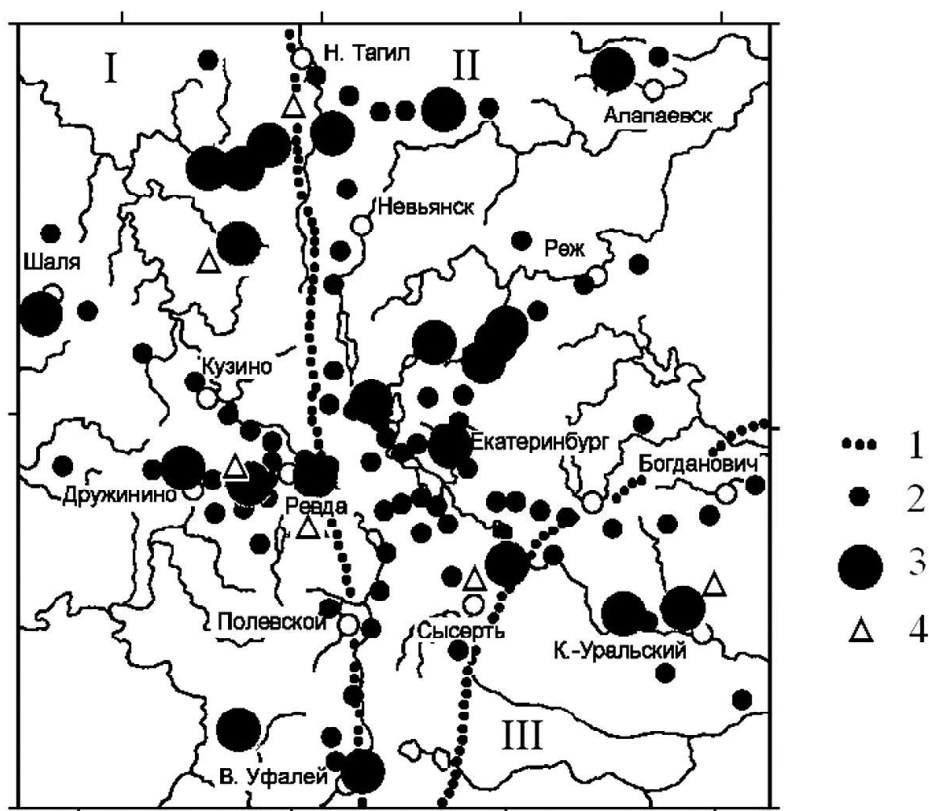 I
Н. Тагил
II
Алапаевск
Невьянск
Реж
Шаля
Кузино
Екатеринбург
Богданович
Дружинино
Ревда
Полевской
Сысерть
К.-Уральский
III
В. Уфалей
1
2
3
4